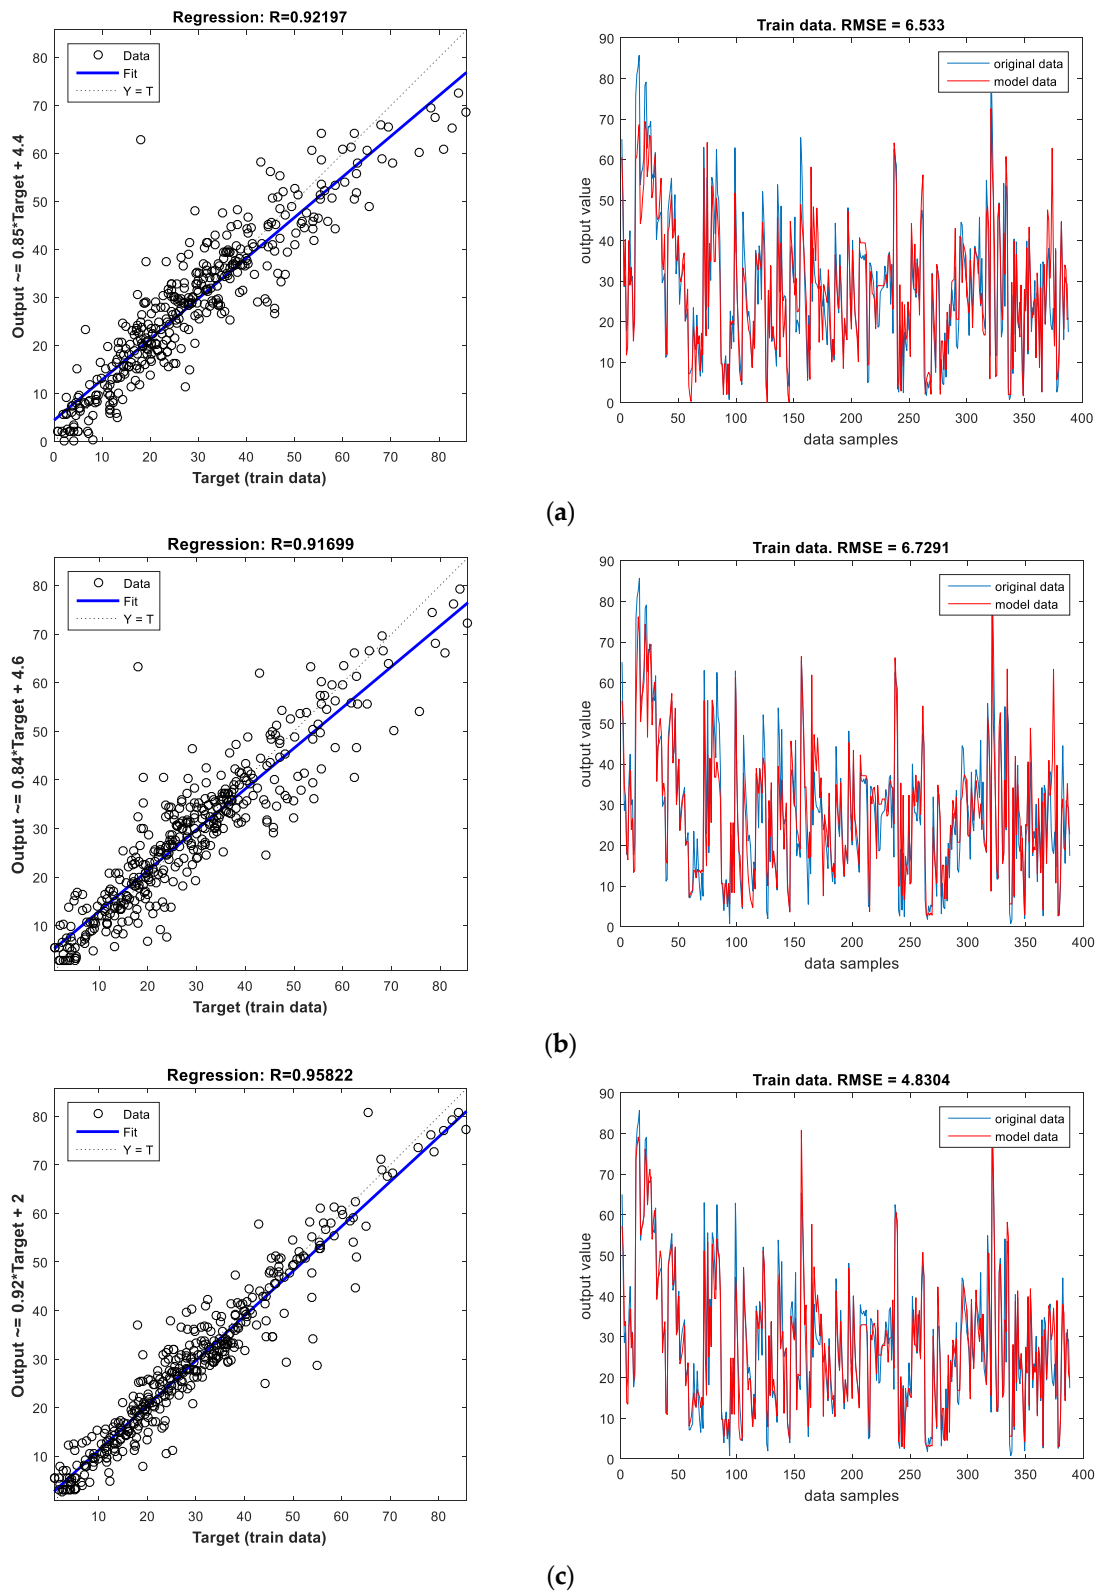 Regression: R=0.92197
Data
Fit
Y = T
Output ~= 0.85*Target + 4.4
80
70
60
50
40
30
20
10
0
0 10 20 30 40 50 60 70 80
Target (train data)
Train data. RMSE = 6.533
original data
model data
output value
90
80
70
60
50
40
30
20
10
0
0 50 100 150 200 250 300 350 400
data samples
(a)
Regression: R=0.91699
Data
Fit
Y = T
Output ~= 0.84*Target + 4.6
80
70
60
50
40
30
20
10
10 20 30 40 50 60 70 80
Target (train data)
Train data. RMSE = 6.7291
original data
model data
output value
90
80
70
60
50
40
30
20
10
0
0 50 100 150 200 250 300 350 400
data samples
(b)
Regression: R=0.95822
Data
Fit
Y = T
Output ~= 0.92*Target + 2
80
70
60
50
40
30
20
10
10 20 30 40 50 60 70 80
Target (train data)
Train data. RMSE = 4.8304
original data
model data
output value
90
80
70
60
50
40
30
20
10
0
0 50 100 150 200 250 300 350 400
data samples
(c)